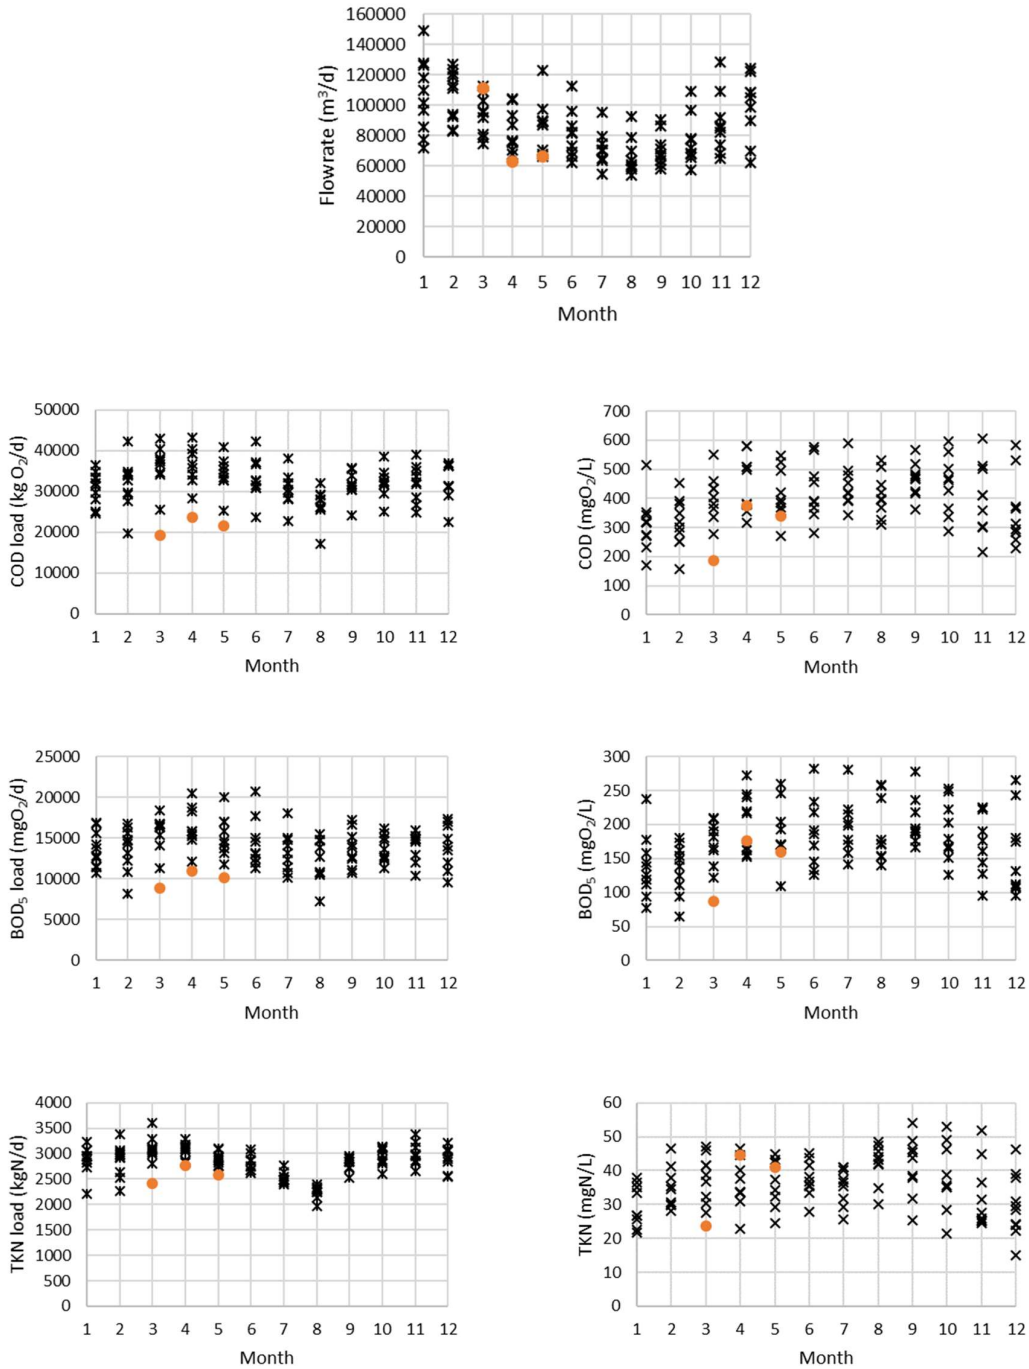 160000
140000
120000
100000
80000
60000
40000
20000
0
Flowrate (m³/d)
1 2 3 4 5 6 7 8 9 10 11 12
Month
50000
40000
30000
20000
10000
0
COD load (kg O₂/d)
1 2 3 4 5 6 7 8 9 10 11 12
Month
700
600
500
400
300
200
100
0
COD (mgO₂/L)
1 2 3 4 5 6 7 8 9 10 11 12
Month
25000
20000
15000
10000
5000
0
BOD₅ load (mgO₂/d)
1 2 3 4 5 6 7 8 9 10 11 12
Month
300
250
200
150
100
50
0
BOD₅ (mgO₂/L)
1 2 3 4 5 6 7 8 9 10 11 12
Month
4000
3500
3000
2500
2000
1500
1000
500
0
TKN load (kgN/d)
1 2 3 4 5 6 7 8 9 10 11 12
Month
60
50
40
30
20
10
0
TKN (mgN/L)
1 2 3 4 5 6 7 8 9 10 11 12
Month